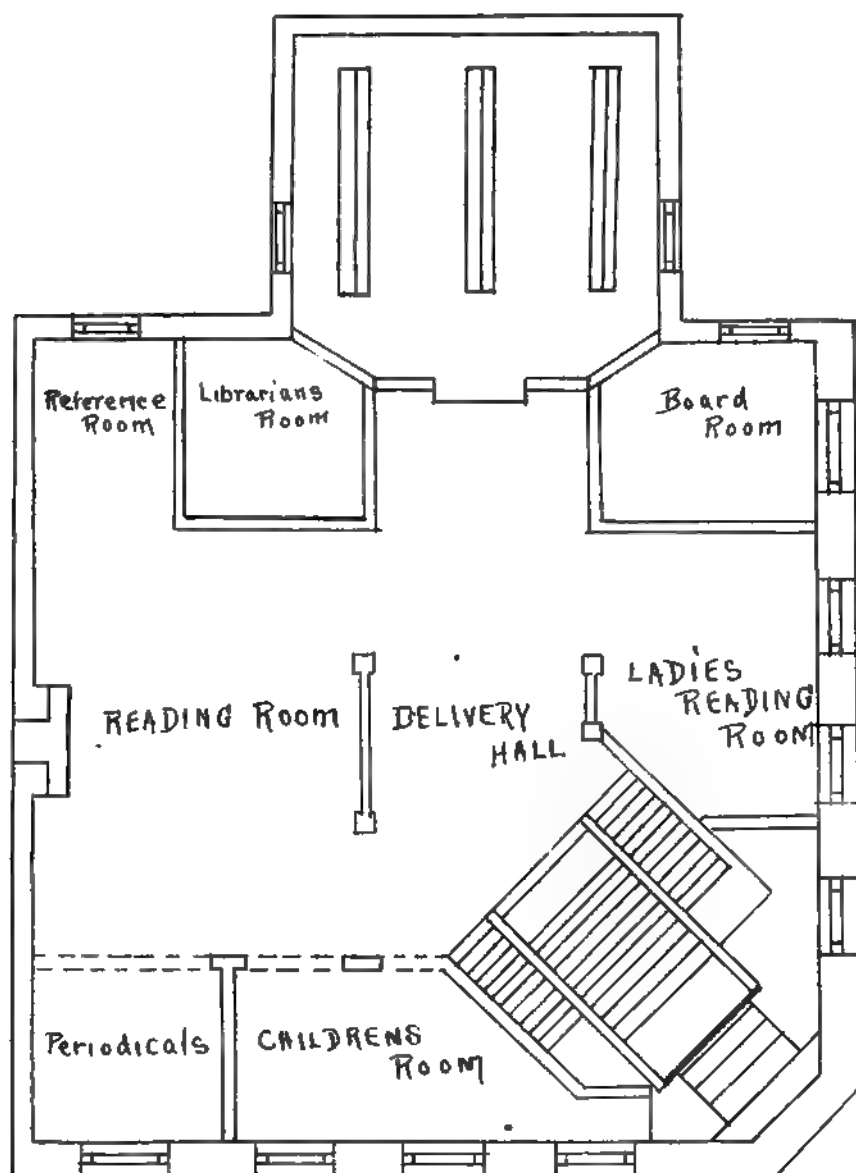 Reference
Room
Librarians
Room
Board
Room
READING ROOM
DELIVERY
HALL
LADIES
READING
ROOM
Periodicals
CHILDRENS
ROOM